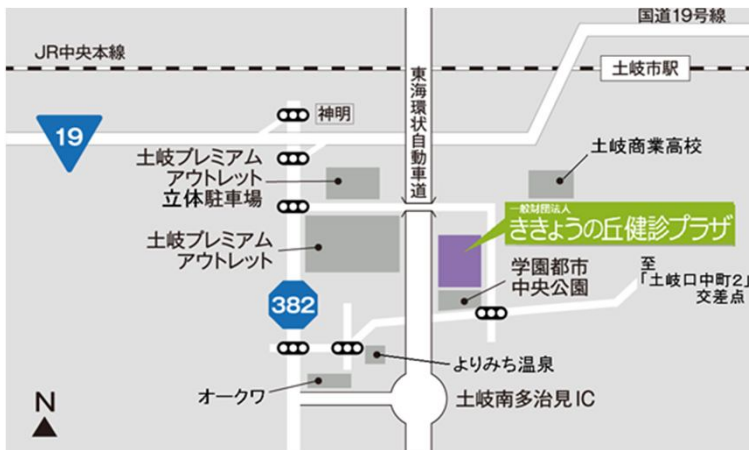 国道19号線
JR中央本線
土岐市駅
東海環状自動車道
19
神明
土岐プレミアム
アウトレット
立体駐車場
土岐商業高校
一般財団法人
ききょうの丘健診プラザ
土岐プレミアム
アウトレット
学園都市
中央公園
至
「土岐口中町2」
交差点
382
よりみち温泉
オークワ
土岐南多治見IC
N